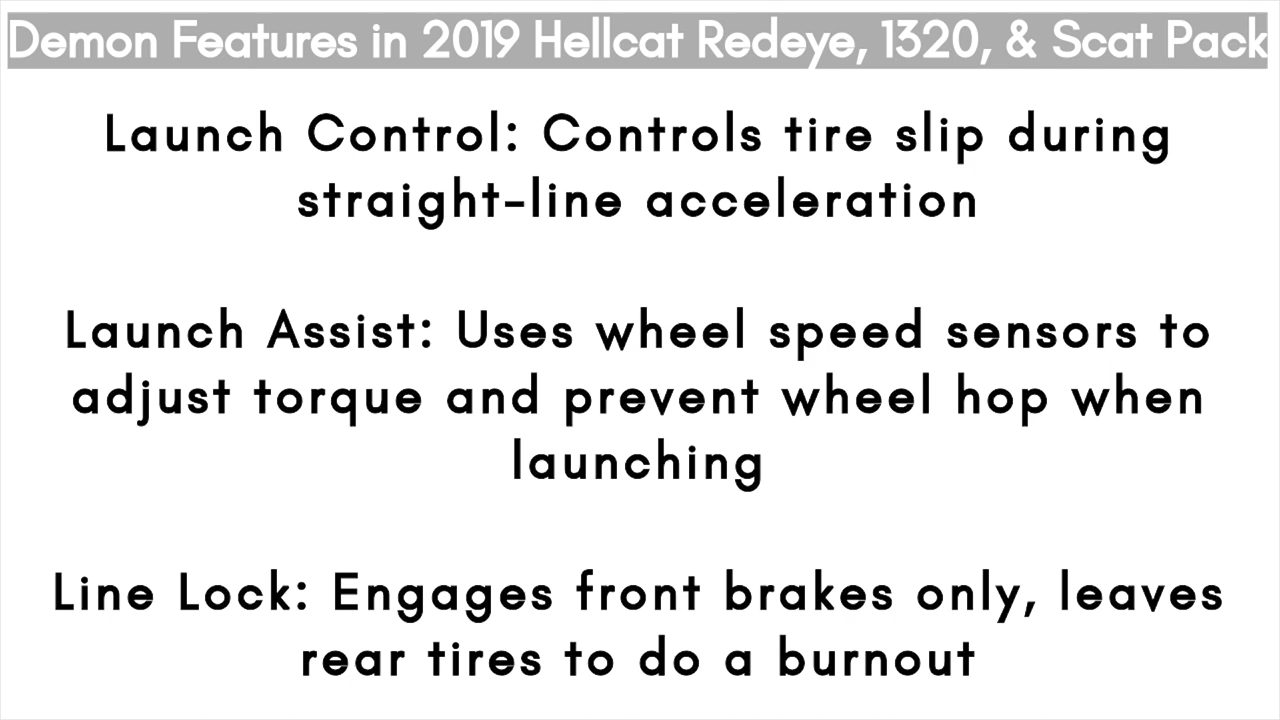 Demon Features in 2019 Hellcat Redeye, 1320, & Scat Pack
Launch Control: Controls tire slip during
straight-line acceleration
Launch Assist: Uses wheel speed sensors to
adjust torque and prevent wheel hop when
launching
Line Lock: Engages front brakes only, leaves
rear tires to do a burnout